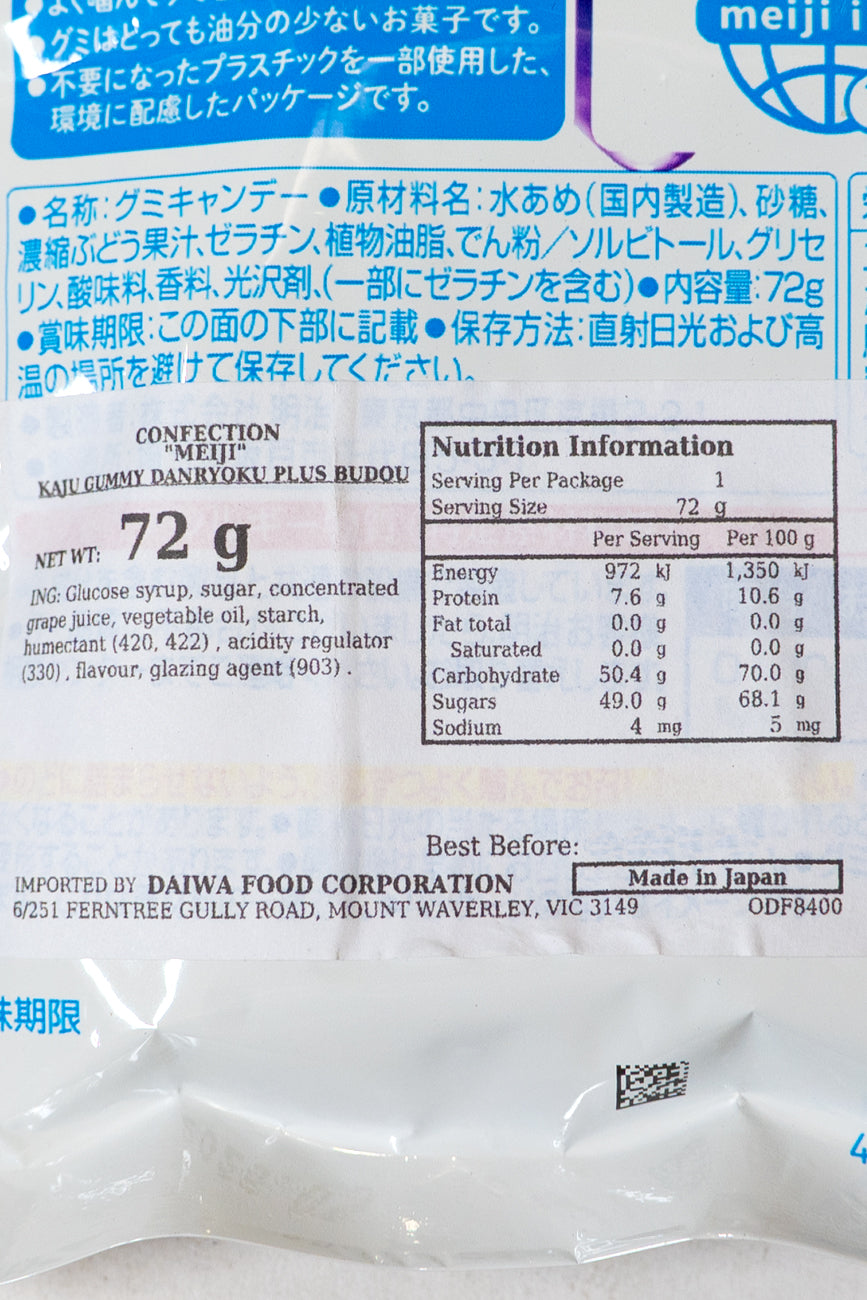 グミはとっても油分の少ないお菓子です。
不要になったプラスチックを一部使用した、
環境に配慮したパッケージです。
meiji
●名称:グミキャンデー ●原材料名:水あめ(国内製造)、砂糖、
濃縮ぶどう果汁、ゼラチン、植物油脂、でん粉/ソルビトール、グリセ
リン、酸味料、香料、光沢剤、(一部にゼラチンを含む)●内容量:72g
●賞味期限:この面の下部に記載 ●保存方法:直射日光および高
温の場所を避けて保存してください。
CONFECTION
"MEIJI"
KAJU GUMMY DANRYOKU PLUS BUDOU
NET WT: 72 g
ING: Glucose syrup, sugar, concentrated
grape juice, vegetable oil, starch,
humectant (420, 422) , acidity regulator
(330) , flavour, glazing agent (903) .
Nutrition Information
Serving Per Package 1
Serving Size 72 g
Per Serving Per 100 g
Energy 972 kJ 1,350 kJ
Protein 7.6 g 10.6 g
Fat total 0.0 g 0.0 g
Saturated 0.0 g 0.0 g
Carbohydrate 50.4 g 70.0 g
Sugars 49.0 g 68.1 g
Sodium 4 mg 5 mg
Best Before:
IMPORTED BY DAIWA FOOD CORPORATION Made in Japan
6/251 FERNTREE GULLY ROAD, MOUNT WAVERLEY, VIC 3149 ODF8400
味期限